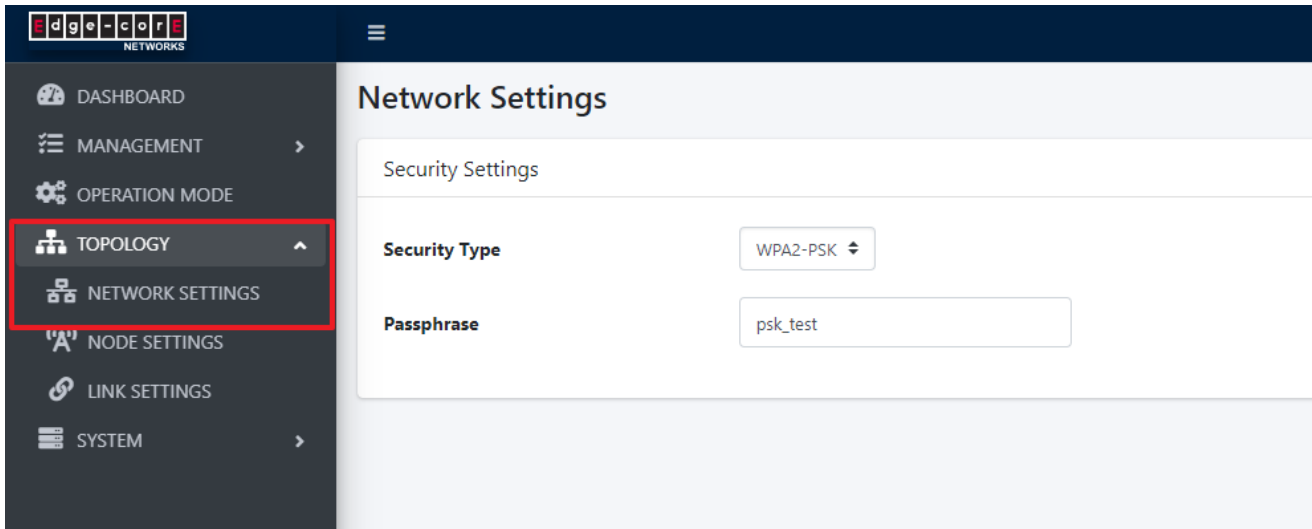 Edge-corE
NETWORKS
DASHBOARD
MANAGEMENT
OPERATION MODE
TOPOLOGY
NETWORK SETTINGS
NODE SETTINGS
LINK SETTINGS
SYSTEM
Network Settings
Security Settings
Security Type
WPA2-PSK
Passphrase
psk_test